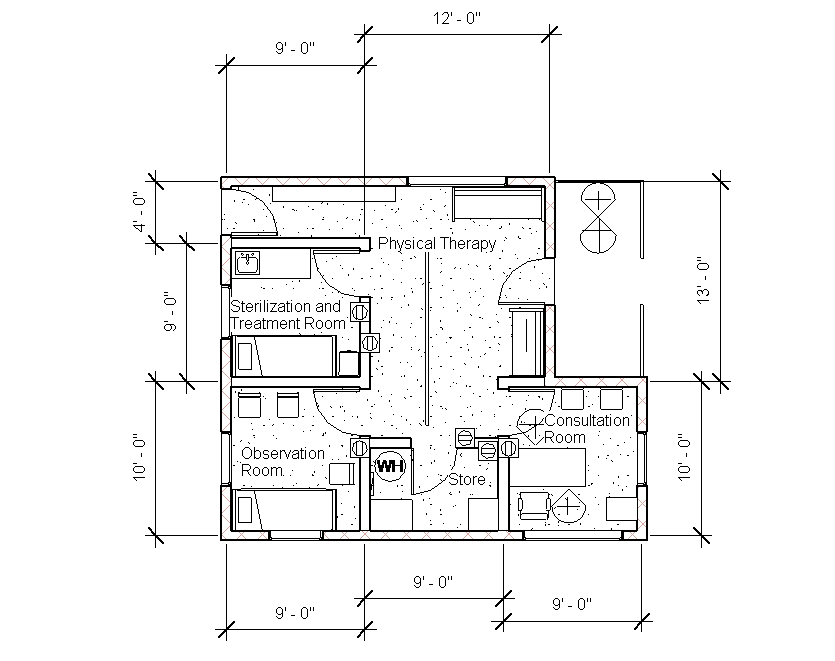 12' - 0"
9' - 0"
4' - 0"
Physical Therapy
13' - 0"
9' - 0"
Sterilization and
Treatment Room
Consultation
Room
10' - 0"
Observation
Room
10' - 0"
WH
Store
9' - 0"
9' - 0"
9' - 0"